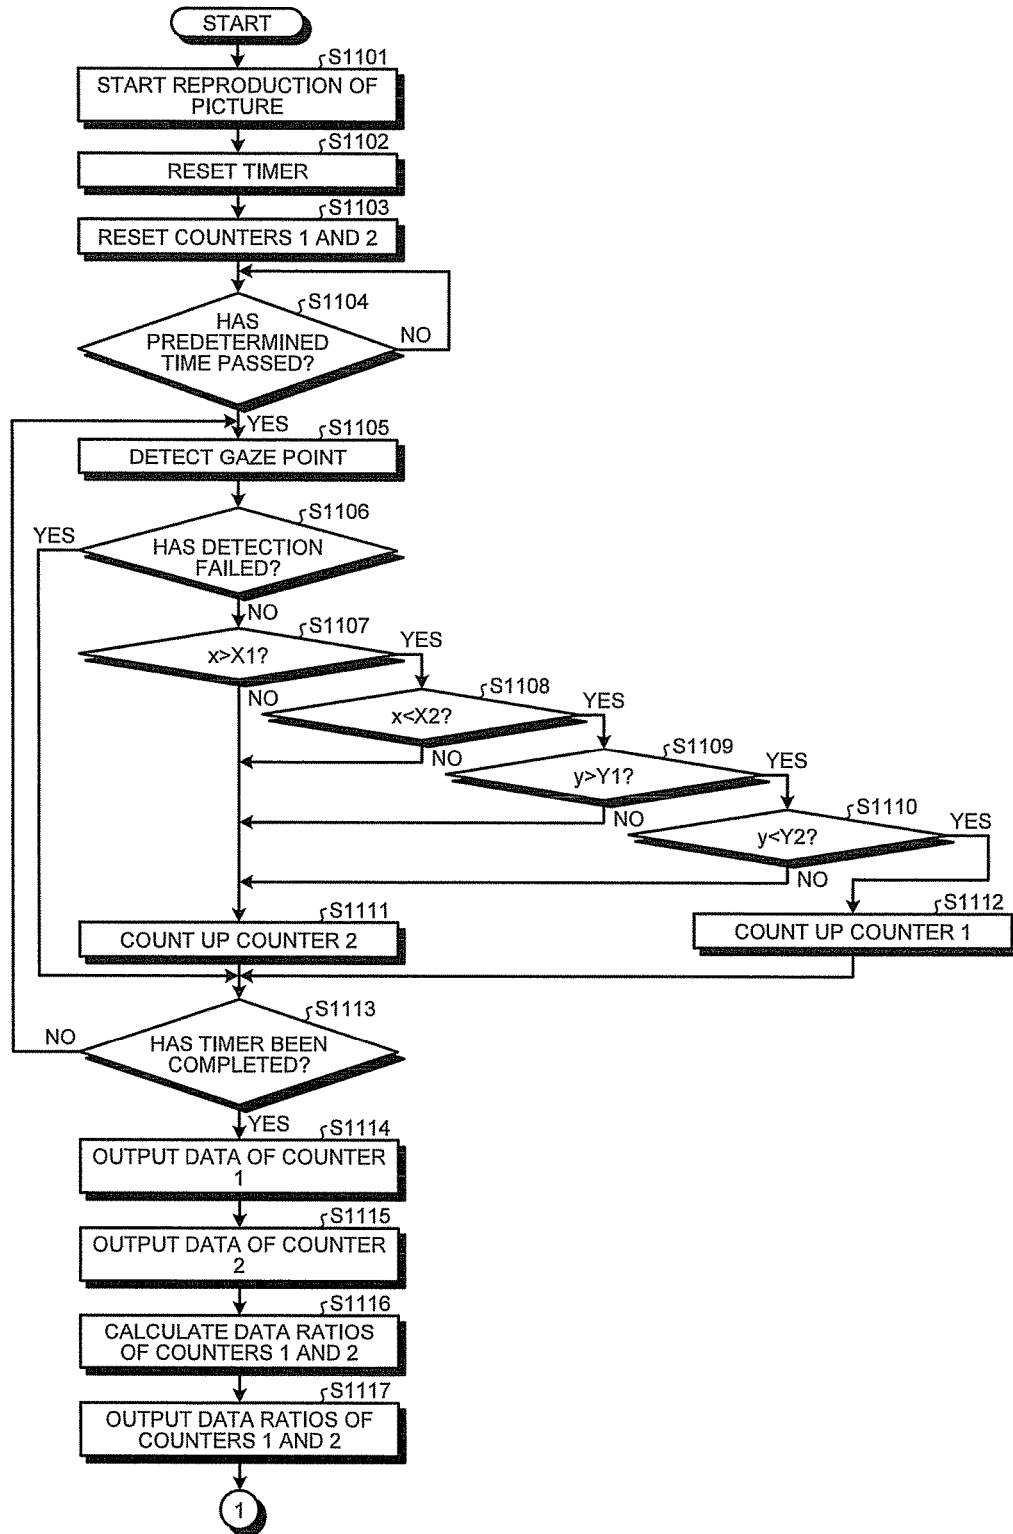 START
S1101
START REPRODUCTION OF
PICTURE
S1102
RESET TIMER
S1103
RESET COUNTERS 1 AND 2
S1104
HAS
PREDETERMINED
TIME PASSED?
NO
YES
S1105
DETECT GAZE POINT
S1106
YES
HAS DETECTION
FAILED?
NO
S1107
x>X1?
YES
NO
S1108
x<X2?
YES
NO
S1109
y>Y1?
YES
NO
S1110
y<Y2?
YES
NO
S1111
COUNT UP COUNTER 2
S1112
COUNT UP COUNTER 1
S1113
NO
HAS TIMER BEEN
COMPLETED?
YES
S1114
OUTPUT DATA OF COUNTER
1
S1115
OUTPUT DATA OF COUNTER
2
S1116
CALCULATE DATA RATIOS
OF COUNTERS 1 AND 2
S1117
OUTPUT DATA RATIOS OF
COUNTERS 1 AND 2
1